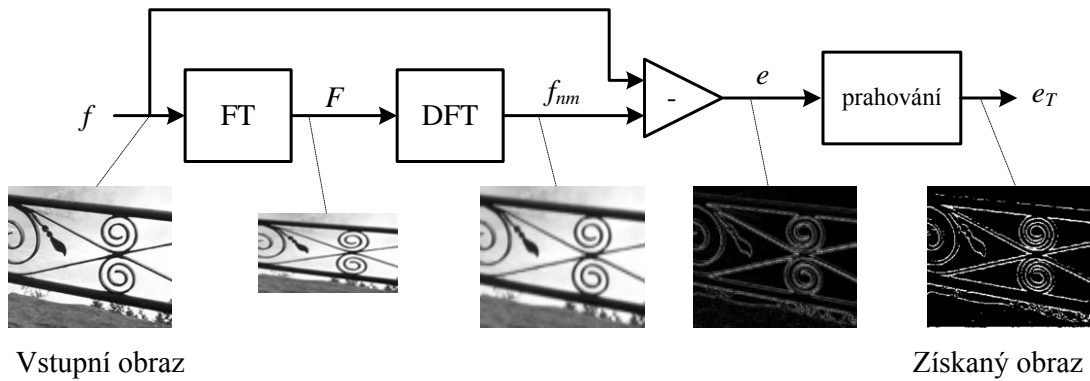 f
FT
F
DFT
f_nm
-
e
prahování
e_T
Vstupní obraz
Získaný obraz